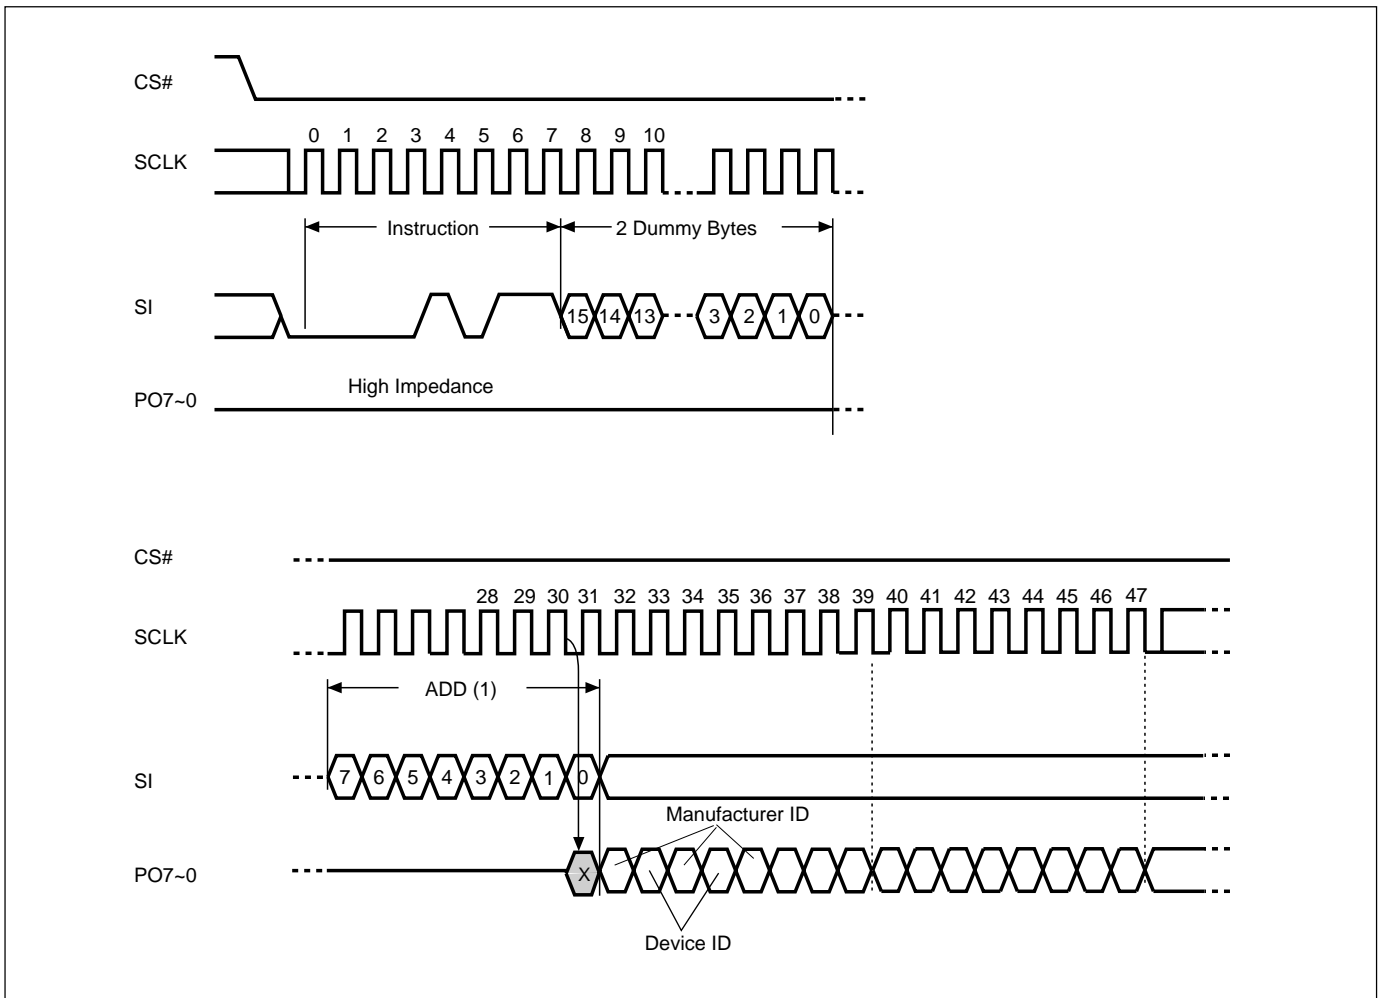 CS#
0 1 2 3 4 5 6 7 8 9 10
SCLK
Instruction 2 Dummy Bytes
SI
15 14 13 3 2 1 0
High Impedance
PO7~0
CS#
28 29 30 31 32 33 34 35 36 37 38 39 40 41 42 43 44 45 46 47
SCLK
ADD (1)
SI
7 6 5 4 3 2 1 0
Manufacturer ID
PO7~0
X
Device ID